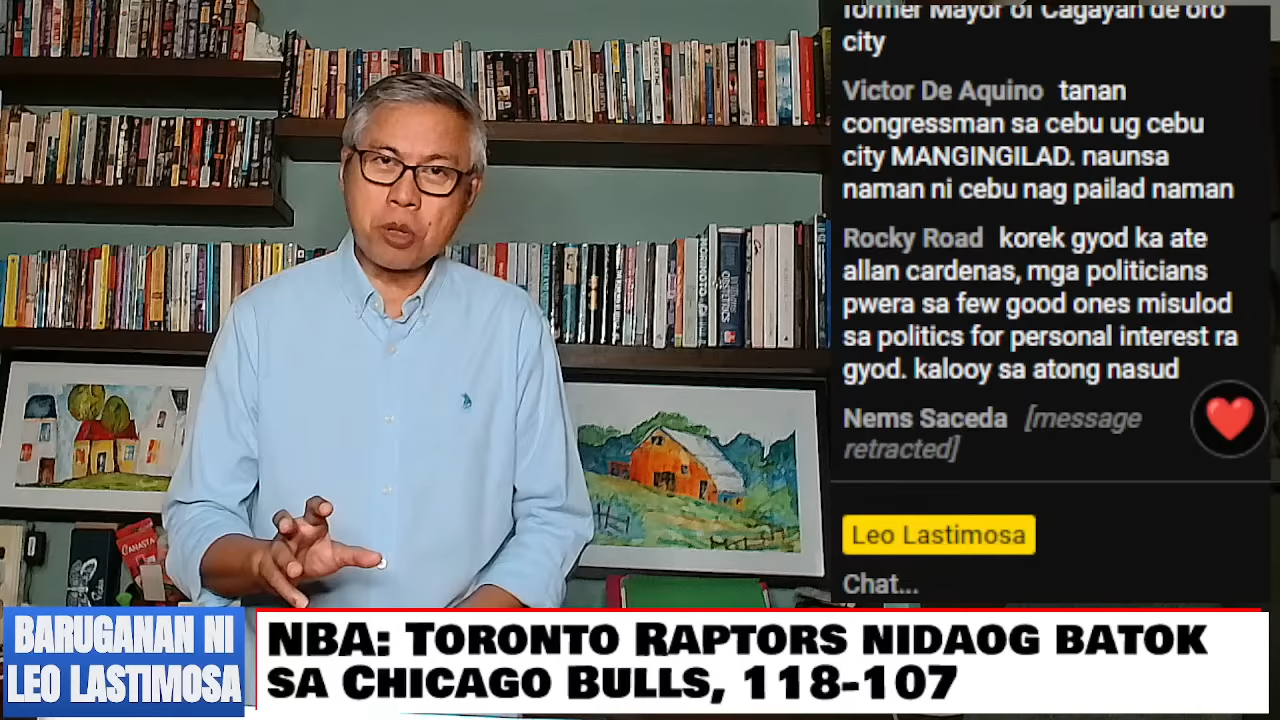 former Mayor of Cagayan de oro
city
Victor De Aquino tanan
congressman sa cebu ug cebu
city MANGINGILAD. naunsa
naman ni cebu nag pailad naman
Rocky Road korek gyod ka ate
allan cardenas, mga politicians
pwera sa few good ones misulod
sa politics for personal interest ra
gyod. kalooy sa atong nasud
Nems Saceda [message
retracted]
Leo Lastimosa
Chat...
CANASTA
BARUGANAN NI
LEO LASTIMOSA
NBA: TORONTO RAPTORS NIDAOG BATOK
SA CHICAGO BULLS, 118-107